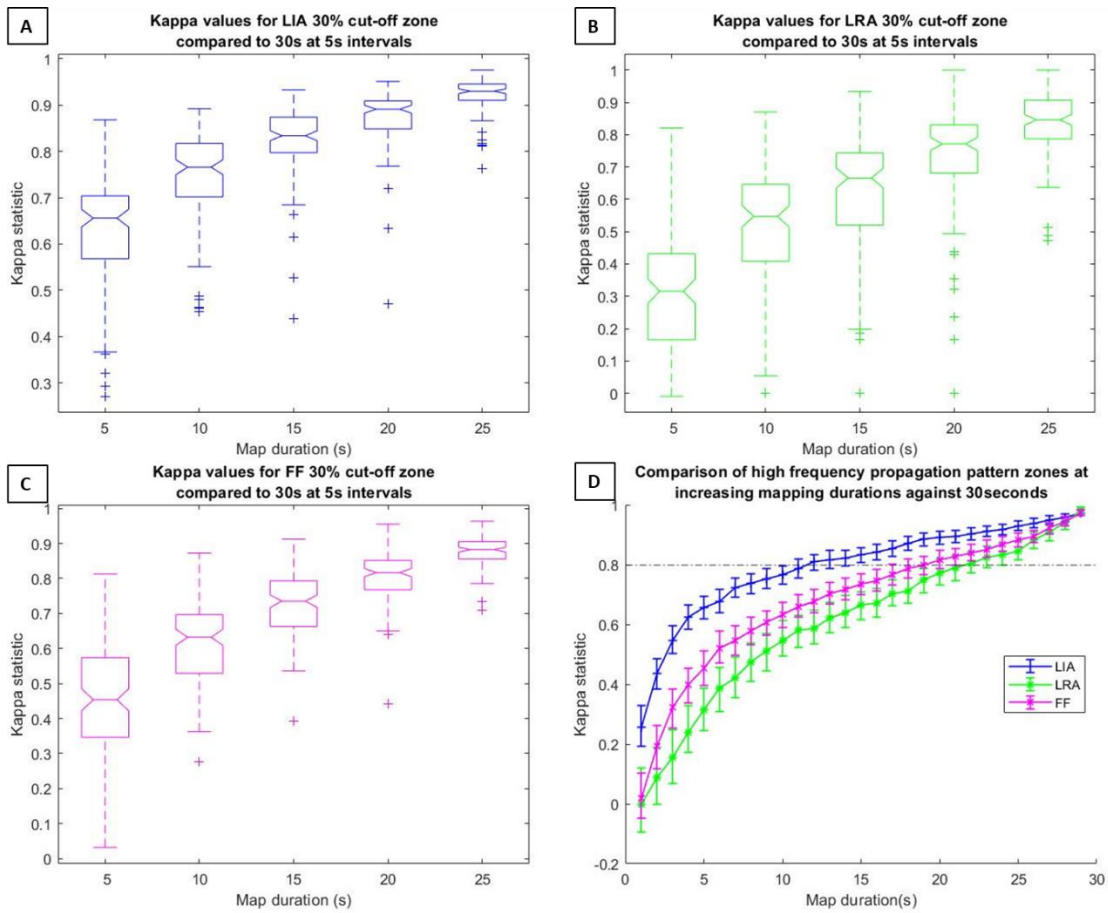 A
Kappa values for LIA 30% cut-off zone
compared to 30s at 5s intervals
1
0.9
0.8
0.7
0.6
0.5
0.4
0.3
Kappa statistic
5 10 15 20 25
Map duration (s)
B
Kappa values for LRA 30% cut-off zone
compared to 30s at 5s intervals
1
0.9
0.8
0.7
0.6
0.5
0.4
0.3
0.2
0.1
0
Kappa statistic
5 10 15 20 25
Map duration (s)
C
Kappa values for FF 30% cut-off zone
compared to 30s at 5s intervals
1
0.9
0.8
0.7
0.6
0.5
0.4
0.3
0.2
0.1
0
Kappa statistic
5 10 15 20 25
Map duration (s)
D
Comparison of high frequency propagation pattern zones at
increasing mapping durations against 30seconds
1
0.8
0.6
0.4
0.2
0
-0.2
Kappa statistic
LIA
LRA
FF
0 5 10 15 20 25 30
Map duration(s)